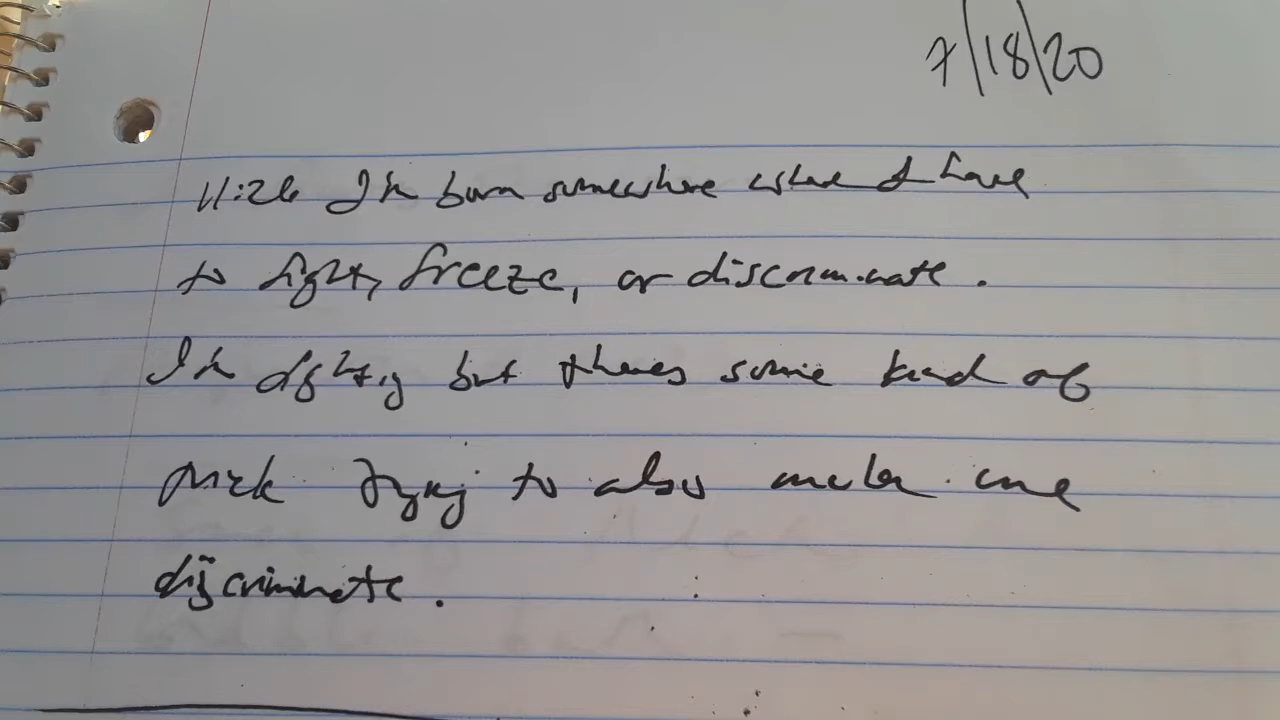 7/18/20
11:26 I'm born somewhere where I have
to fight, freeze, or discriminate.
I'm fighting but theres some kind of
trying to also make me
discriminate.